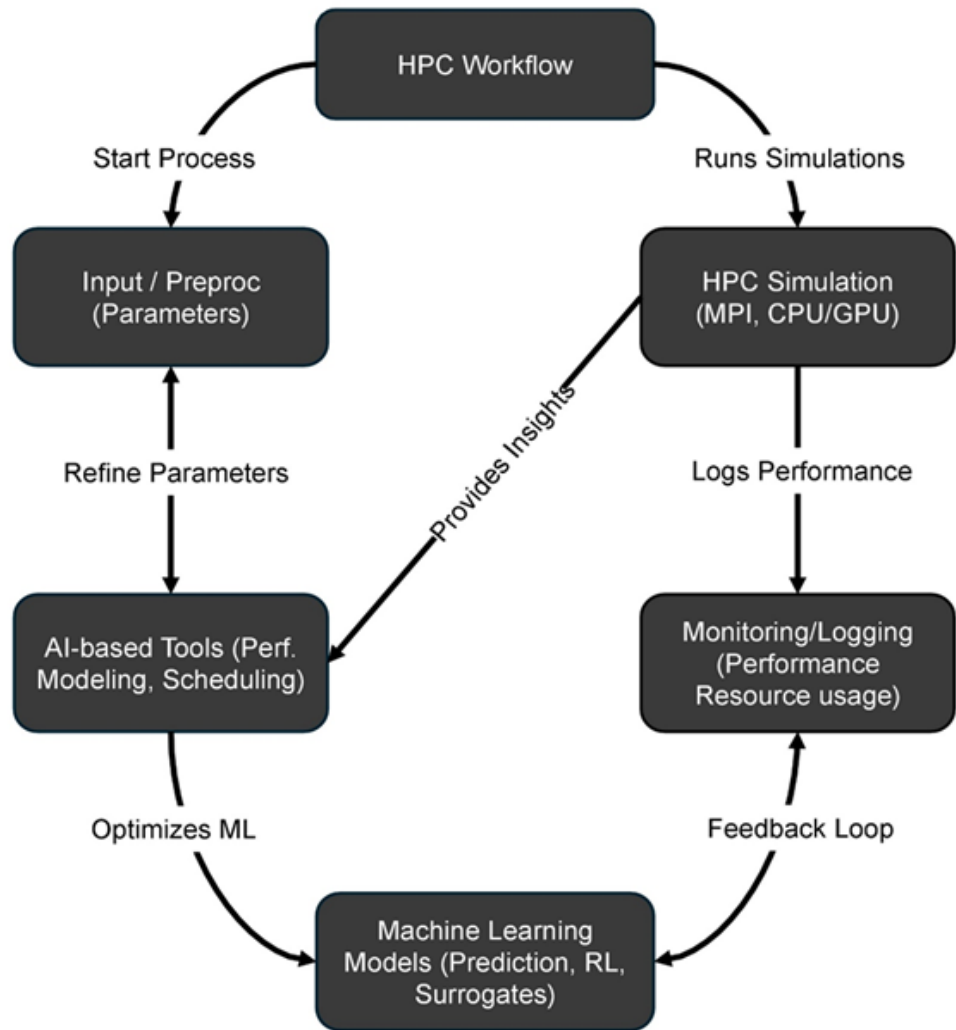 HPC Workflow
Start Process
Runs Simulations
Input / Preproc
(Parameters)
HPC Simulation
(MPI, CPU/GPU)
Provides Insights
Refine Parameters
Logs Performance
AI-based Tools (Perf.
Modeling, Scheduling)
Monitoring/Logging
(Performance
Resource usage)
Optimizes ML
Feedback Loop
Machine Learning
Models (Prediction, RL,
Surrogates)